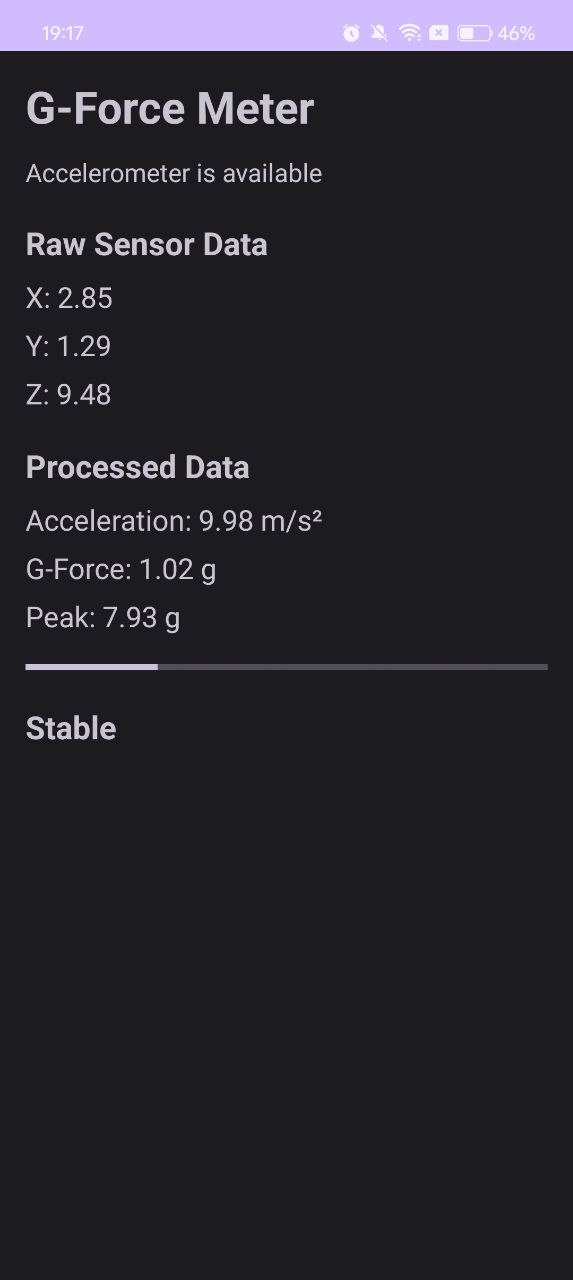 19:17
46%
G-Force Meter
Accelerometer is available
Raw Sensor Data
X: 2.85
Y: 1.29
Z: 9.48
Processed Data
Acceleration: 9.98 m/s²
G-Force: 1.02 g
Peak: 7.93 g
Stable